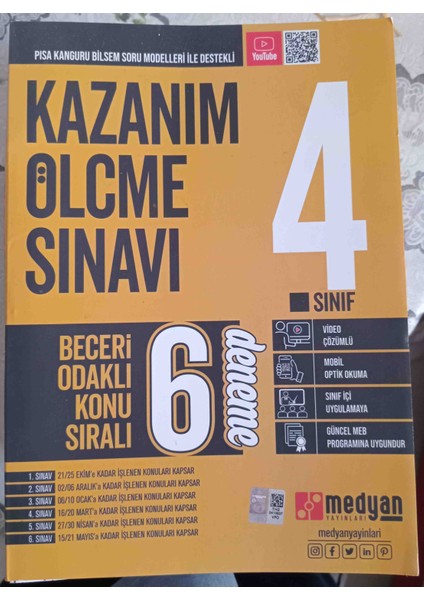 PISA KANGURU BİLSEM SORU MODELLERİ İLE DESTEKLİ
YouTube
KAZANIM
ÖLÇME
SINAVI
4
SINIF
BECERİ
ODAKLI
KONU
SIRALI
6
deneme
VİDEO
ÇÖZÜMLÜ
MOBİL
OPTİK OKUMA
SINIF İÇİ
UYGULAMAYA
GÜNCEL MEB
PROGRAMINA UYGUNDUR
1. SINAV 21/25 EKİM'e KADAR İŞLENEN KONULARI KAPSAR
2. SINAV 02/06 ARALIK'a KADAR İŞLENEN KONULARI KAPSAR
3. SINAV 06/10 OCAK'a KADAR İŞLENEN KONULARI KAPSAR
4. SINAV 16/20 MART'a KADAR İŞLENEN KONULARI KAPSAR
5. SINAV 27/30 NİSAN'a KADAR İŞLENEN KONULARI KAPSAR
6. SINAV 15/21 MAYIS'a KADAR İŞLENEN KONULARI KAPSAR
medyan
YAYINLARI
medyanyayinlari